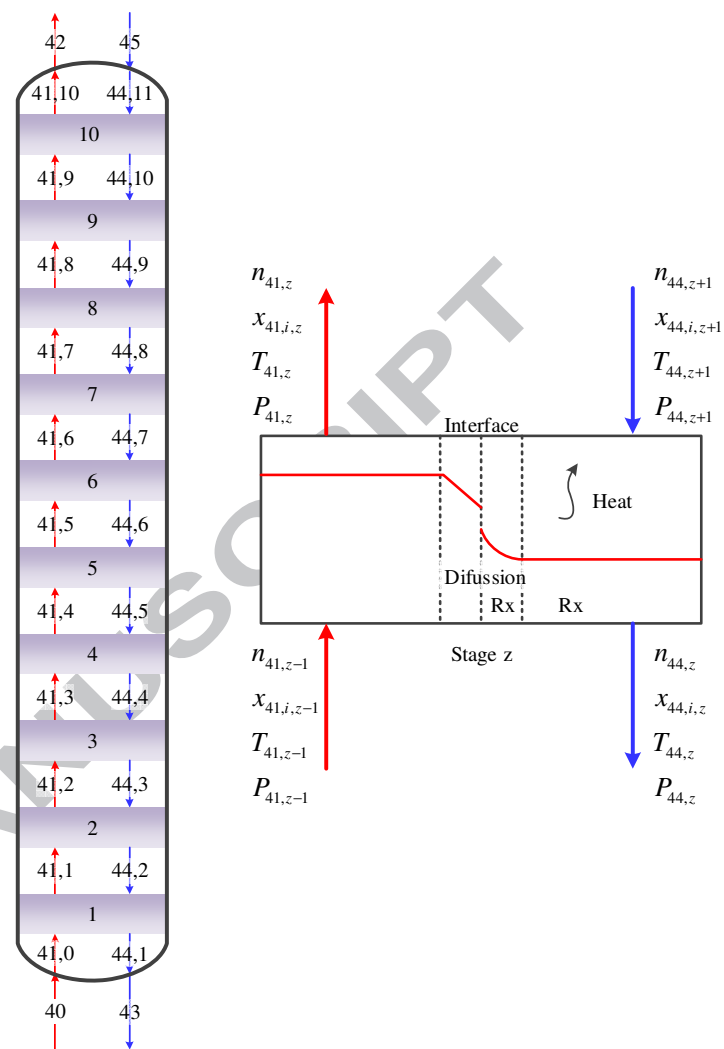 42 45
41,10 44,11
10
41,9 44,10
9
41,8 44,9
8
41,7 44,8
7
41,6 44,7
6
41,5 44,6
5
41,4 44,5
4
41,3 44,4
3
41,2 44,3
2
41,1 44,2
1
41,0 44,1
40 43
n41,z
x41,i,z
T41,z
P41,z
n44,z+1
x44,i,z+1
T44,z+1
P44,z+1
Interface
Heat
Difussion
Rx Rx
Stage z
n41,z−1
x41,i,z−1
T41,z−1
P41,z−1
n44,z
x44,i,z
T44,z
P44,z